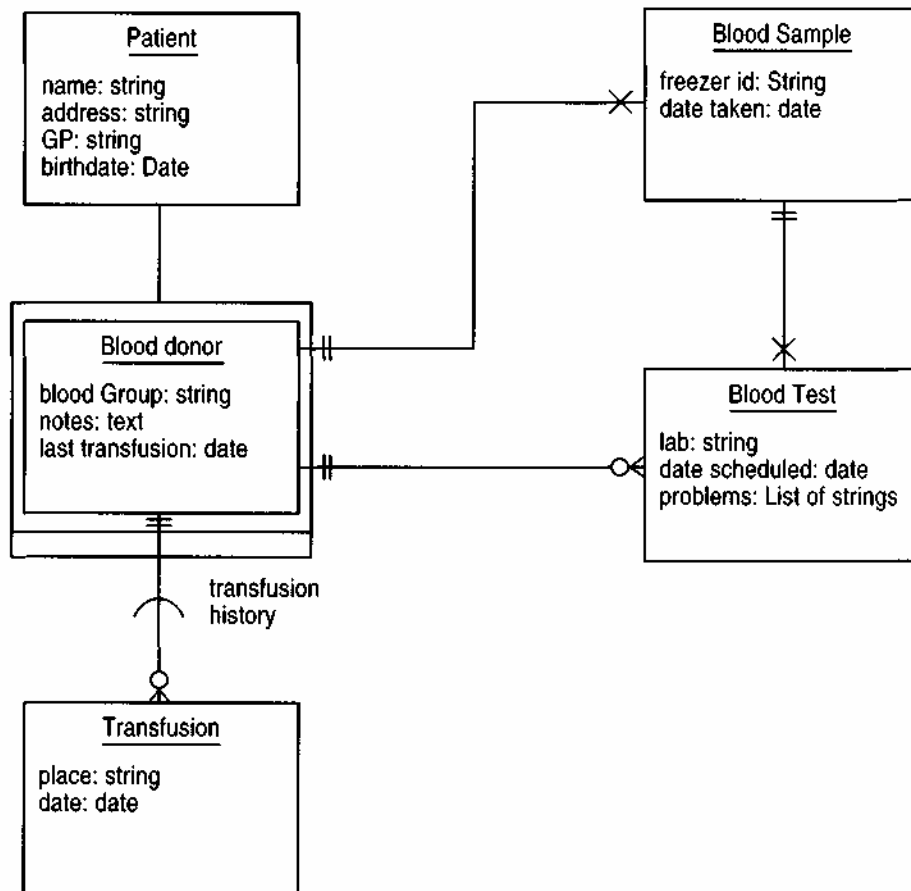 Patient
name: string
address: string
GP: string
birthdate: Date
Blood Sample
freezer id: String
date taken: date
Blood donor
blood Group: string
notes: text
last transfusion: date
Blood Test
lab: string
date scheduled: date
problems: List of strings
transfusion
history
Transfusion
place: string
date: date